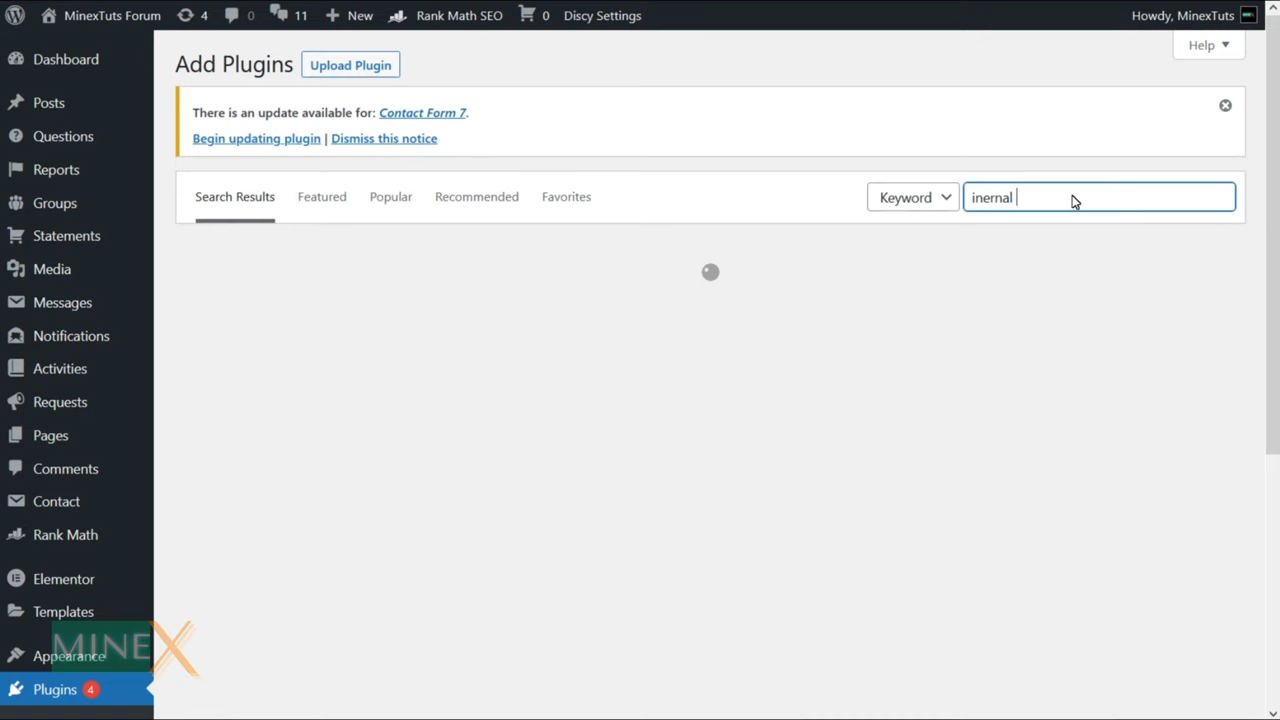 MinexTuts Forum 4 0 11 New Rank Math SEO 0 Discy Settings Howdy, MinexTuts
Help
Add Plugins Upload Plugin
There is an update available for: Contact Form 7.
Begin updating plugin | Dismiss this notice
Search Results Featured Popular Recommended Favorites Keyword inernal
Dashboard
Posts
Questions
Reports
Groups
Statements
Media
Messages
Notifications
Activities
Requests
Pages
Comments
Contact
Rank Math
Elementor
Templates
Appearance
Plugins 4
MINEX